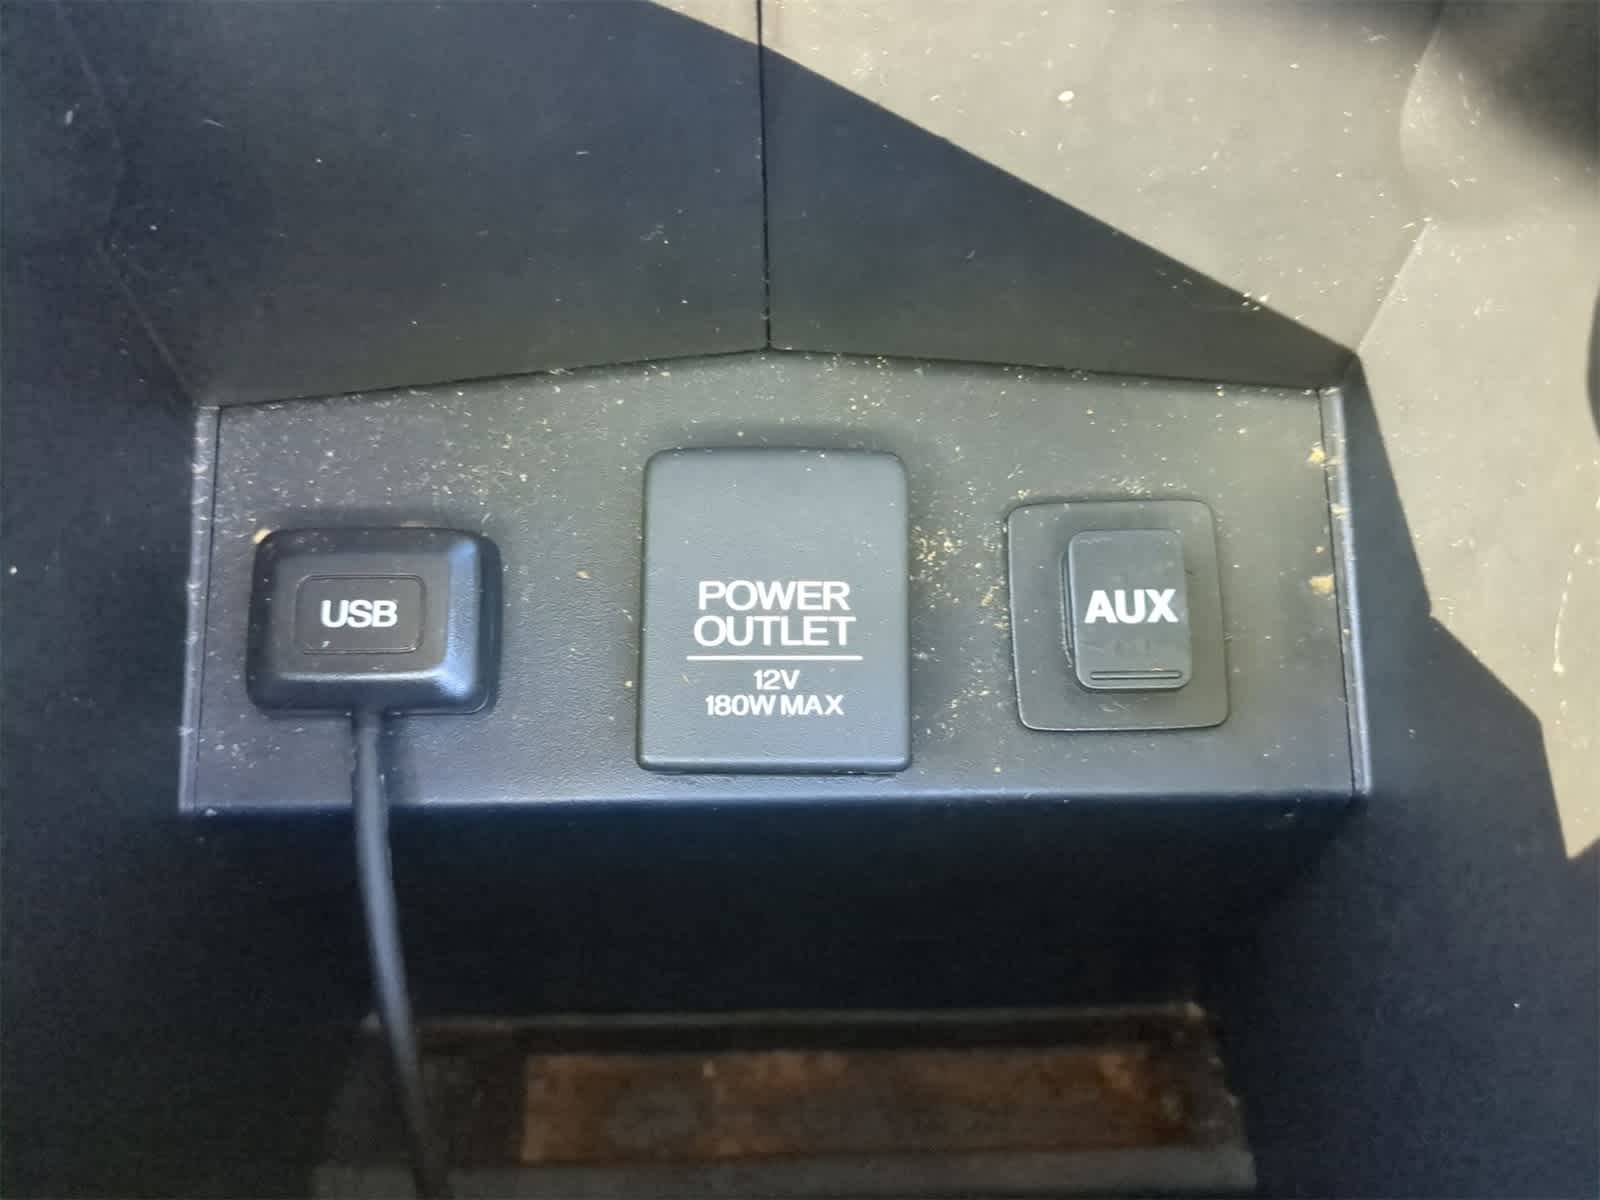 USB
POWER
OUTLET
12V
180W MAX
AUX